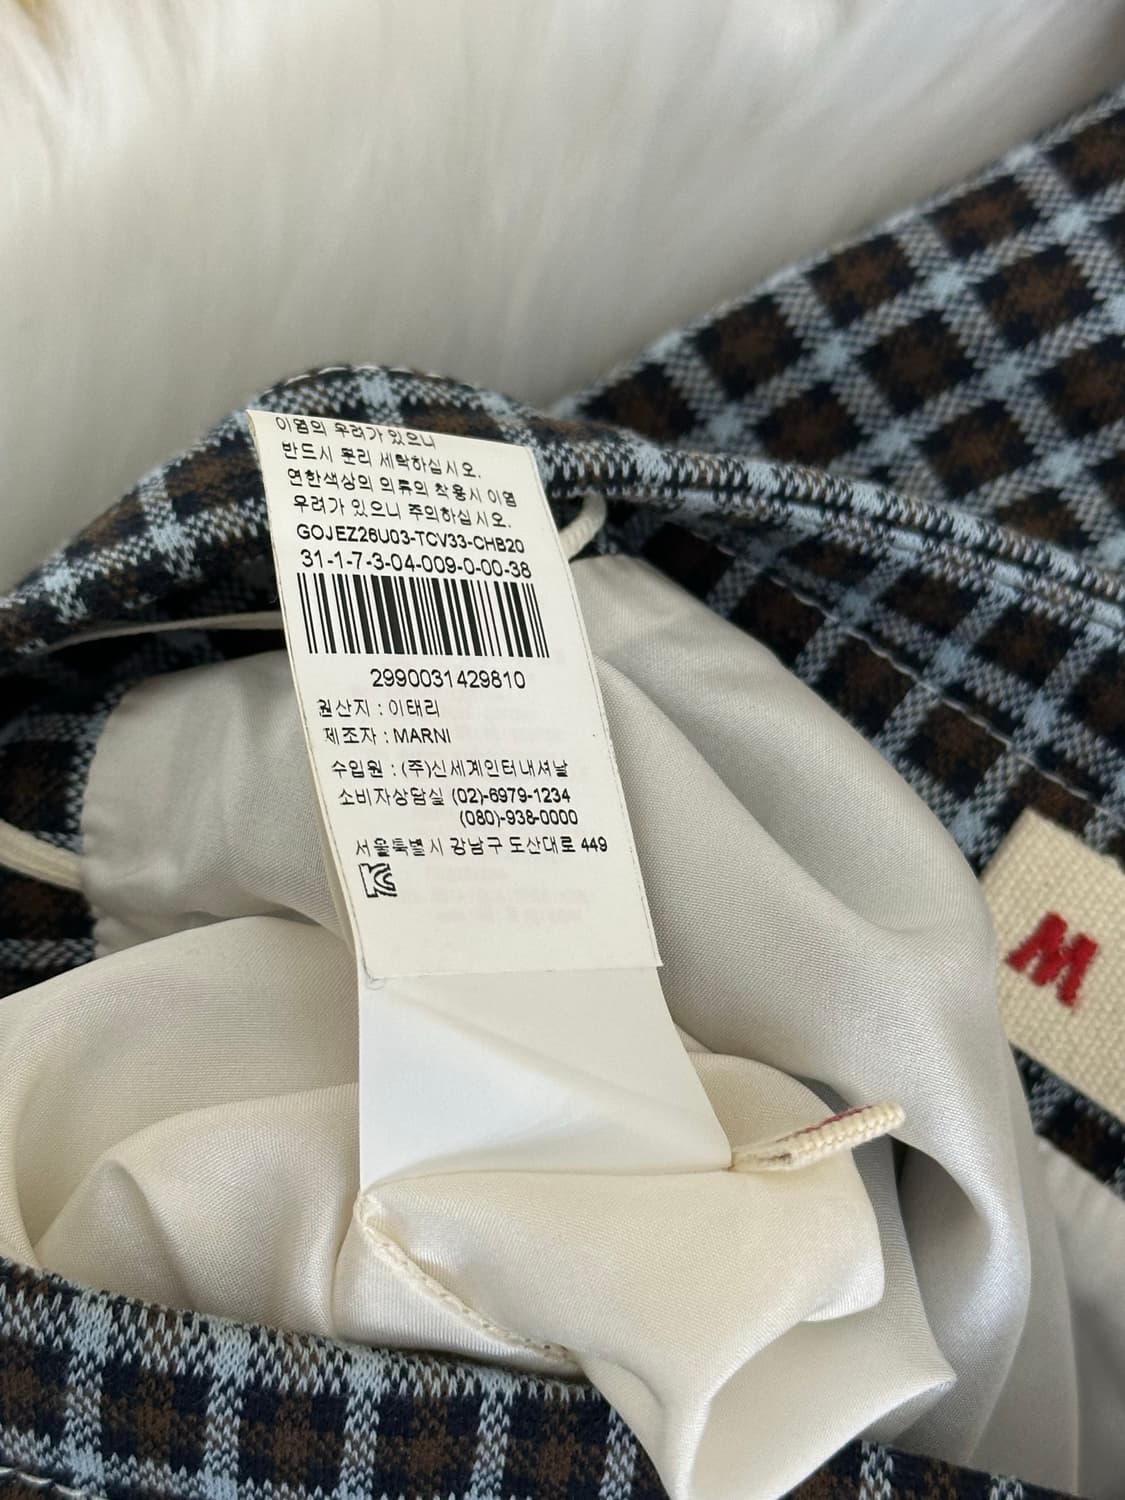 이염의 우려가 있으니
반드시 분리 세탁하십시오.
연한색상의 의류의 착용시 이염
우려가 있으니 주의하십시오.
GOJEZ26U03-TCV33-CHB20
31-1-7-3-04-009-0-00-38
2990031429810
원산지 : 이태리
제조자 : MARNI
수입원 : (주)신세계인터내셔날
소비자상담실 (02)-6979-1234
(080)-938-0000
서울특별시 강남구 도산대로 449
M